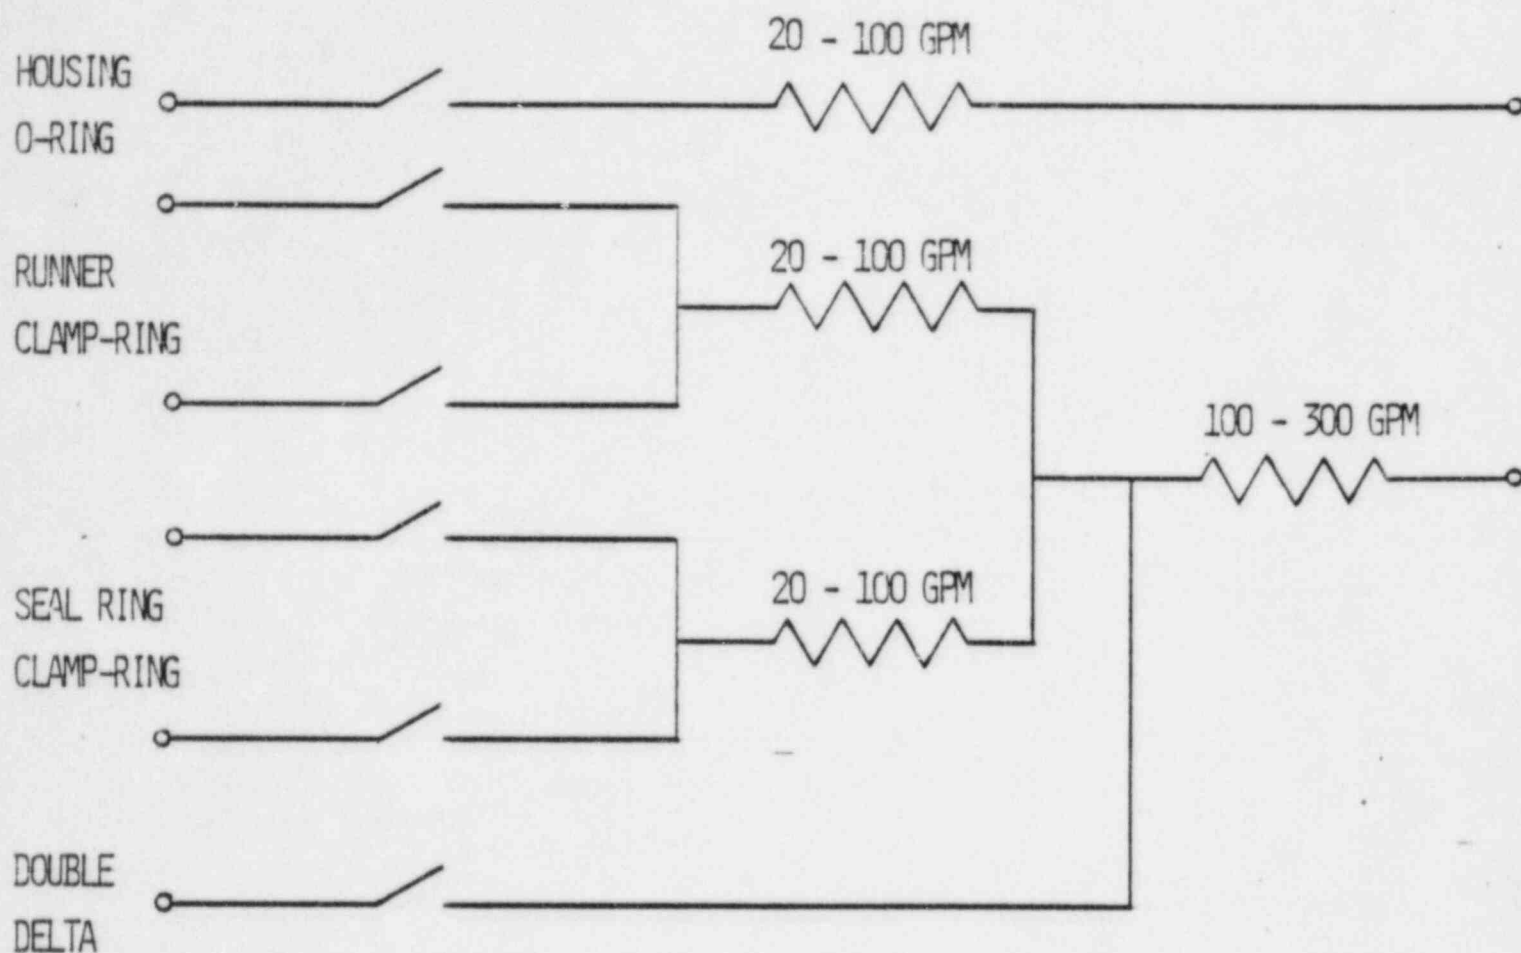 20 - 100 GPM
HOUSING
O-RING
20 - 100 GPM
RUNNER
CLAMP-RING
100 - 300 GPM
20 - 100 GPM
SEAL RING
CLAMP-RING
DOUBLE
DELTA